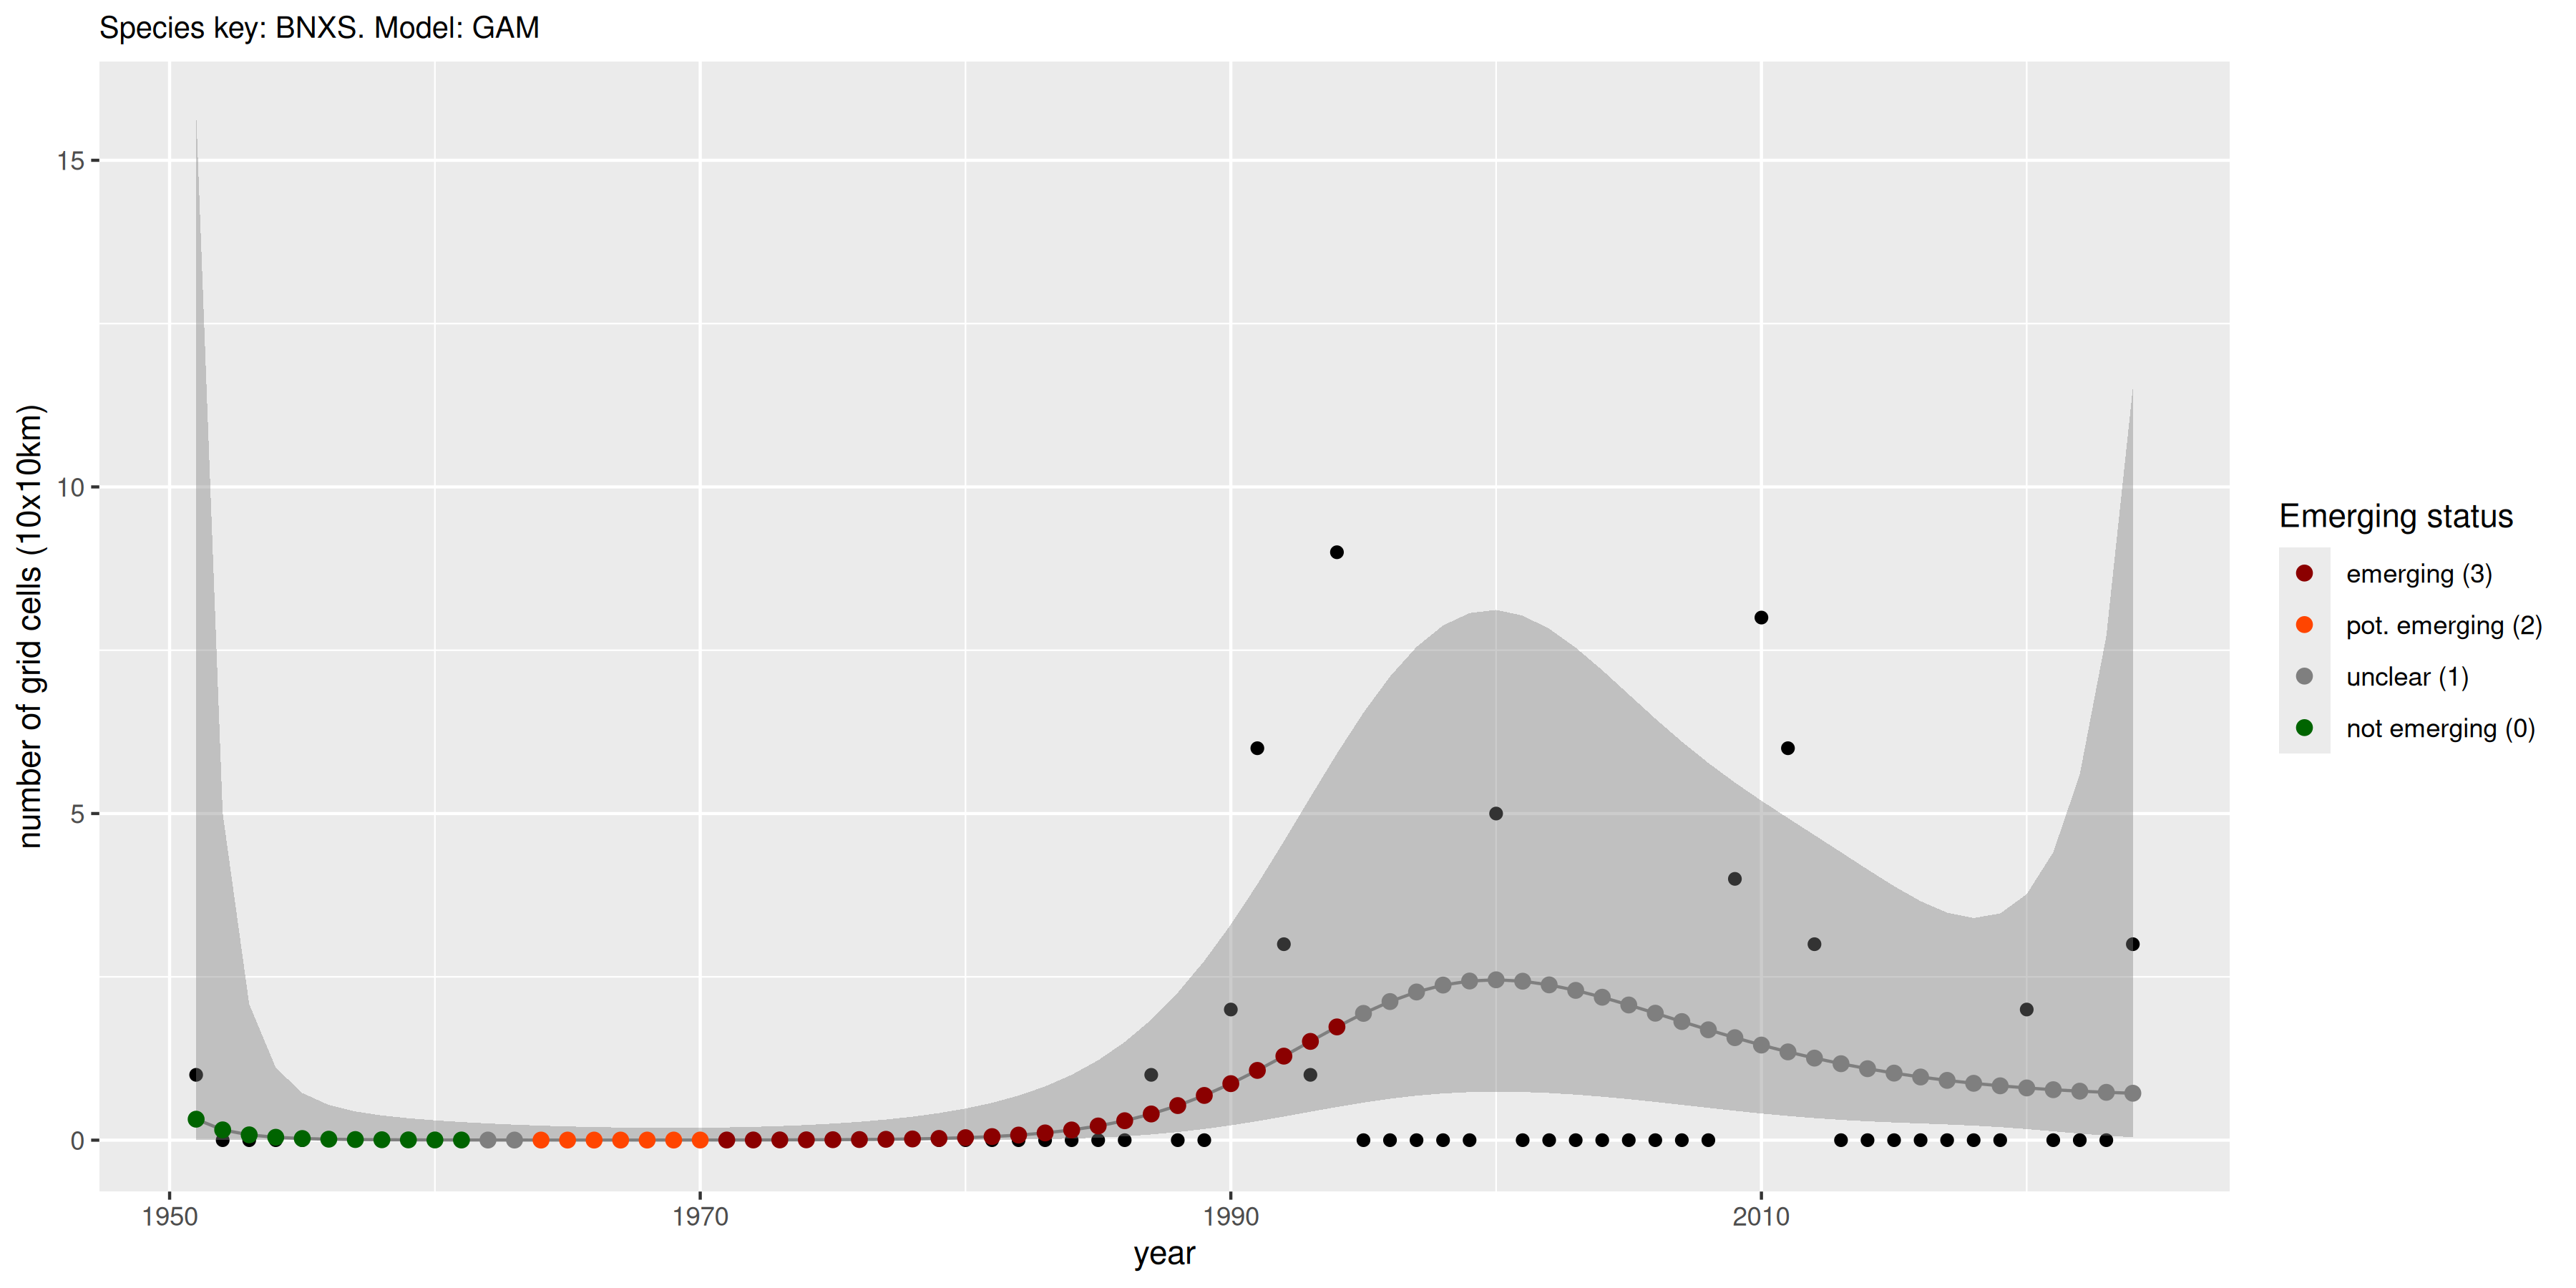 Species key: BNXS. Model: GAM
number of grid cells (10x10km)
15
10
5
0
1950
1970
1990
2010
year
Emerging status
emerging (3)
pot. emerging (2)
unclear (1)
not emerging (0)